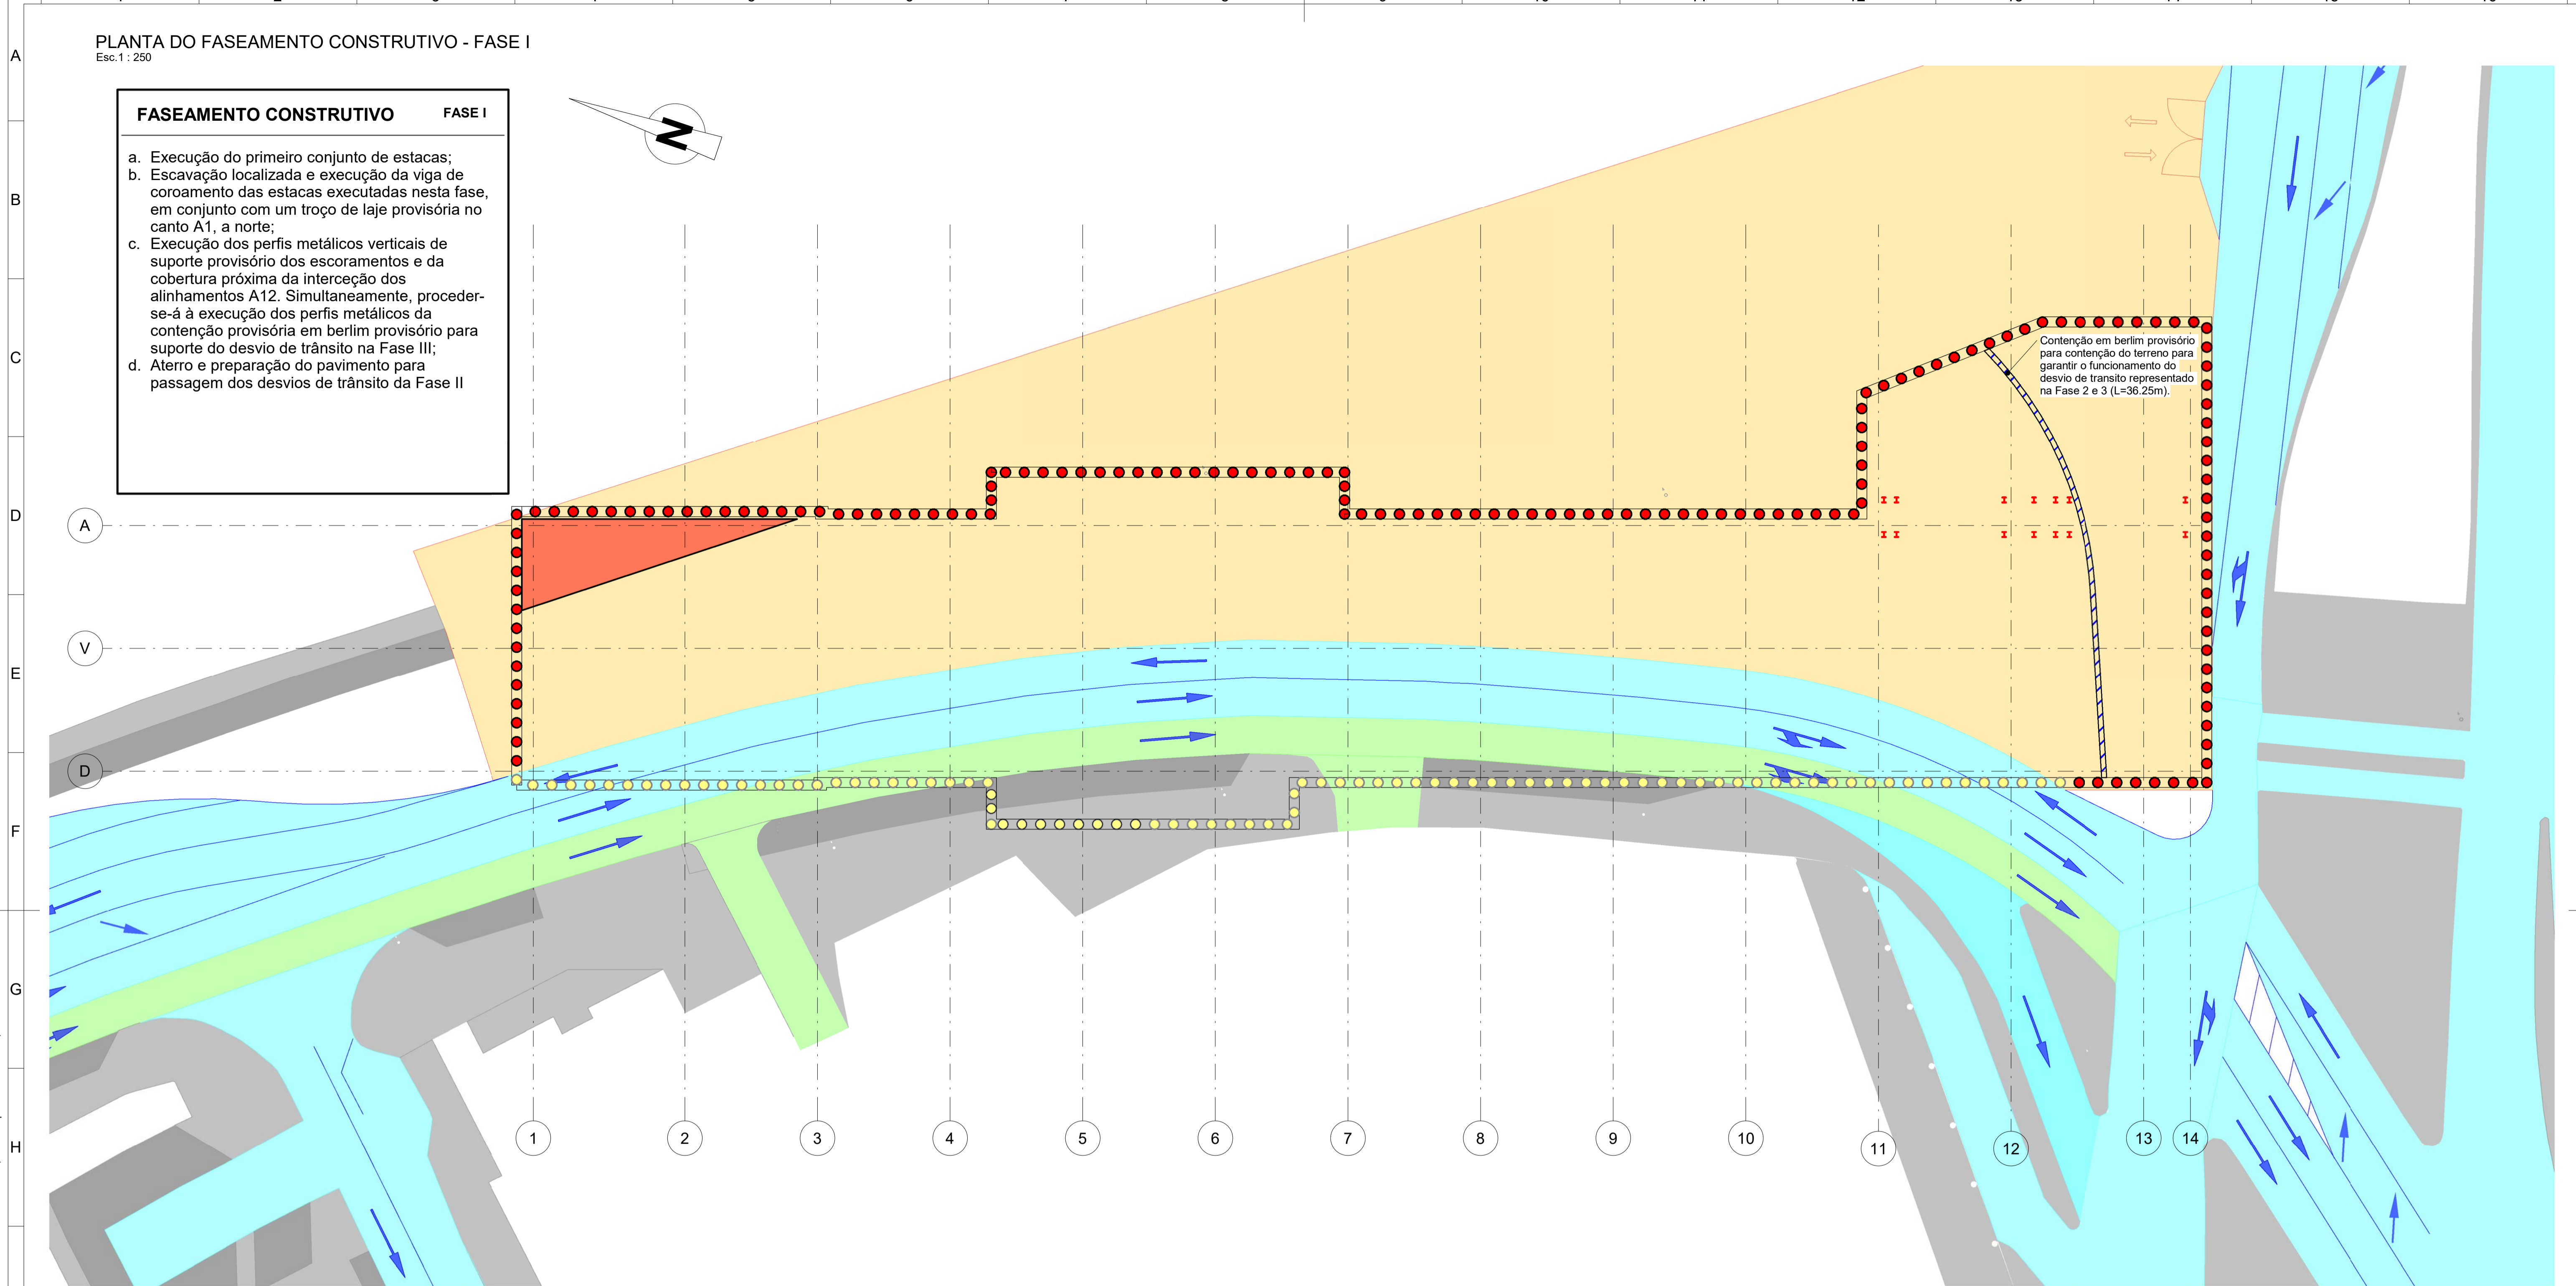 PLANTA DO FASEAMENTO CONSTRUTIVO - FASE I
Esc.1 : 250
FASEAMENTO CONSTRUTIVO FASE I
a. Execução do primeiro conjunto de estacas;
b. Escavação localizada e execução da viga de
coroamento das estacas executadas nesta fase,
em conjunto com um troço de laje provisória no
canto A1, a norte;
c. Execução dos perfis metálicos verticais de
suporte provisório dos escoramentos e da
cobertura próxima da interceção dos
alinhamentos A12. Simultaneamente, proceder-
se-á à execução dos perfis metálicos da
contenção provisória em berlim provisório para
suporte do desvio de trânsito na Fase III;
d. Aterro e preparação do pavimento para
passagem dos desvios de trânsito da Fase II
N
Contenção em berlim provisório
para contenção do terreno para
garantir o funcionamento do
desvio de transito representado
na Fase 2 e 3 (L=36.25m).
A
B
C
D
E
F
G
H
A
V
D
1
2
3
4
5
6
7
8
9
10
11
12
13
14